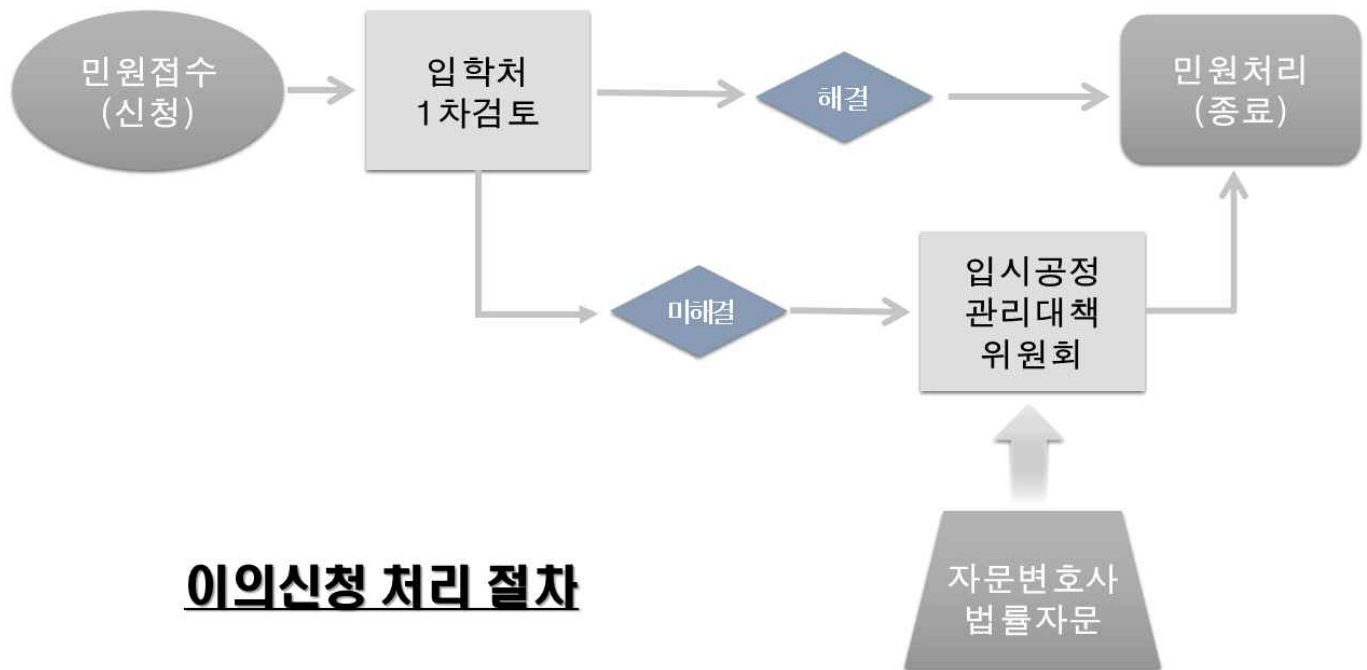 민원접수
(신청)
입학처
1차검토
해결
민원처리
(종료)
미해결
입시공정
관리대책
위원회
자문변호사
법률자문
이의신청 처리 절차